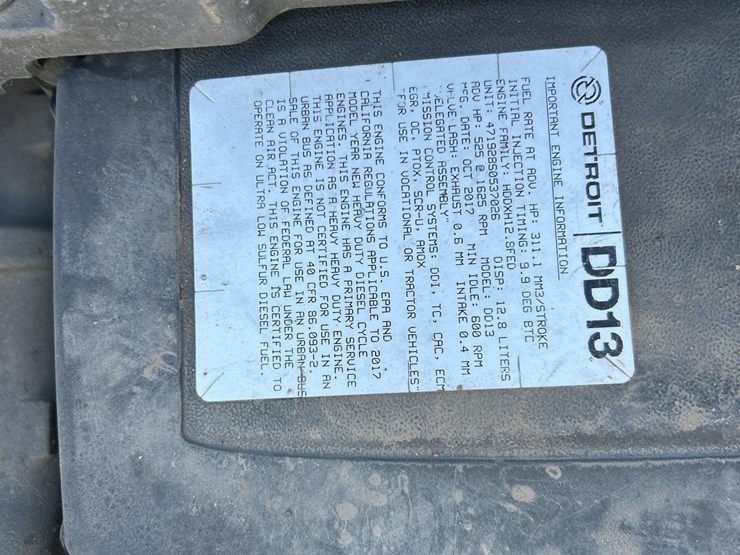 DETROIT DD13
IMPORTANT ENGINE INFORMATION
FUEL RATE AT ADV. HP: 311.1 MM3/STROKE
INITIAL INJECTION TIMING: 9.9 DEG BTC
ENGINE FAMILY: HDDXH12.8FED DISP: 12.8 LITERS
UNIT: 471928S0537026 MODEL: DD13
ADV. HP: 525 @ 1625 RPM MIN IDLE: 600 RPM
MFG. DATE: OCT 2017
VALVE LASH: EXHAUST 0.6 MM INTAKE 0.4 MM
DELEGATED ASSEMBLY
EMISSION CONTROL SYSTEMS: DDI, TC, CAC, ECM
EGR, OC, PTOX, SCR-U, AMOX
"FOR USE IN VOCATIONAL OR TRACTOR VEHICLES"
THIS ENGINE CONFORMS TO U.S. EPA AND
CALIFORNIA REGULATIONS APPLICABLE TO 2017
MODEL YEAR NEW HEAVY DUTY DIESEL CYCLE
ENGINES. THIS ENGINE HAS A PRIMARY SERVICE
APPLICATION AS A HEAVY HEAVY DUTY ENGINE.
THIS ENGINE IS NOT CERTIFIED FOR USE IN AN
URBAN BUS AS DEFINED AT 40 CFR 86.093-2.
SALE OF THIS ENGINE FOR USE IN AN URBAN BUS
IS A VIOLATION OF FEDERAL LAW UNDER THE
CLEAN AIR ACT. THIS ENGINE IS CERTIFIED TO
OPERATE ON ULTRA LOW SULFUR DIESEL FUEL.